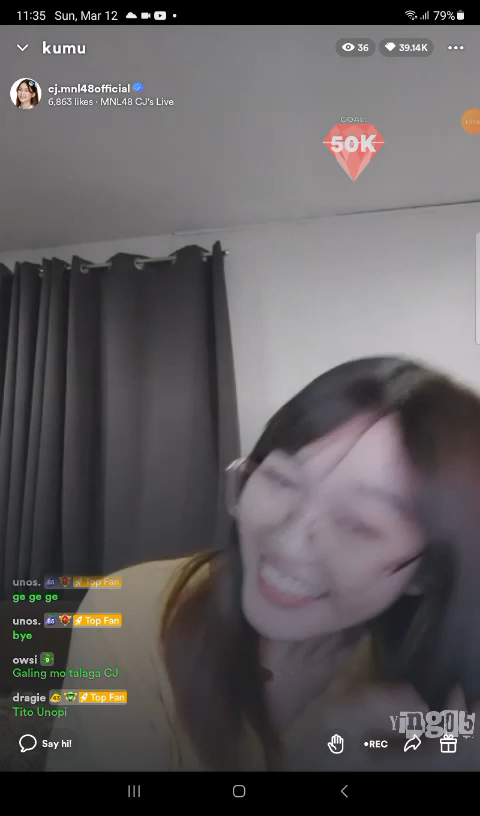 11:35 Sun, Mar 12 79%
kumu 36 39.14K
cj.mnl48official
6,863 likes · MNL48 CJ's Live
GOAL:
50K
unos. Top Fan
ge ge ge
unos. Top Fan
bye
owsi 9
Galing mo talaga CJ
dragie Top Fan
Tito Unopi
Say hi! •REC